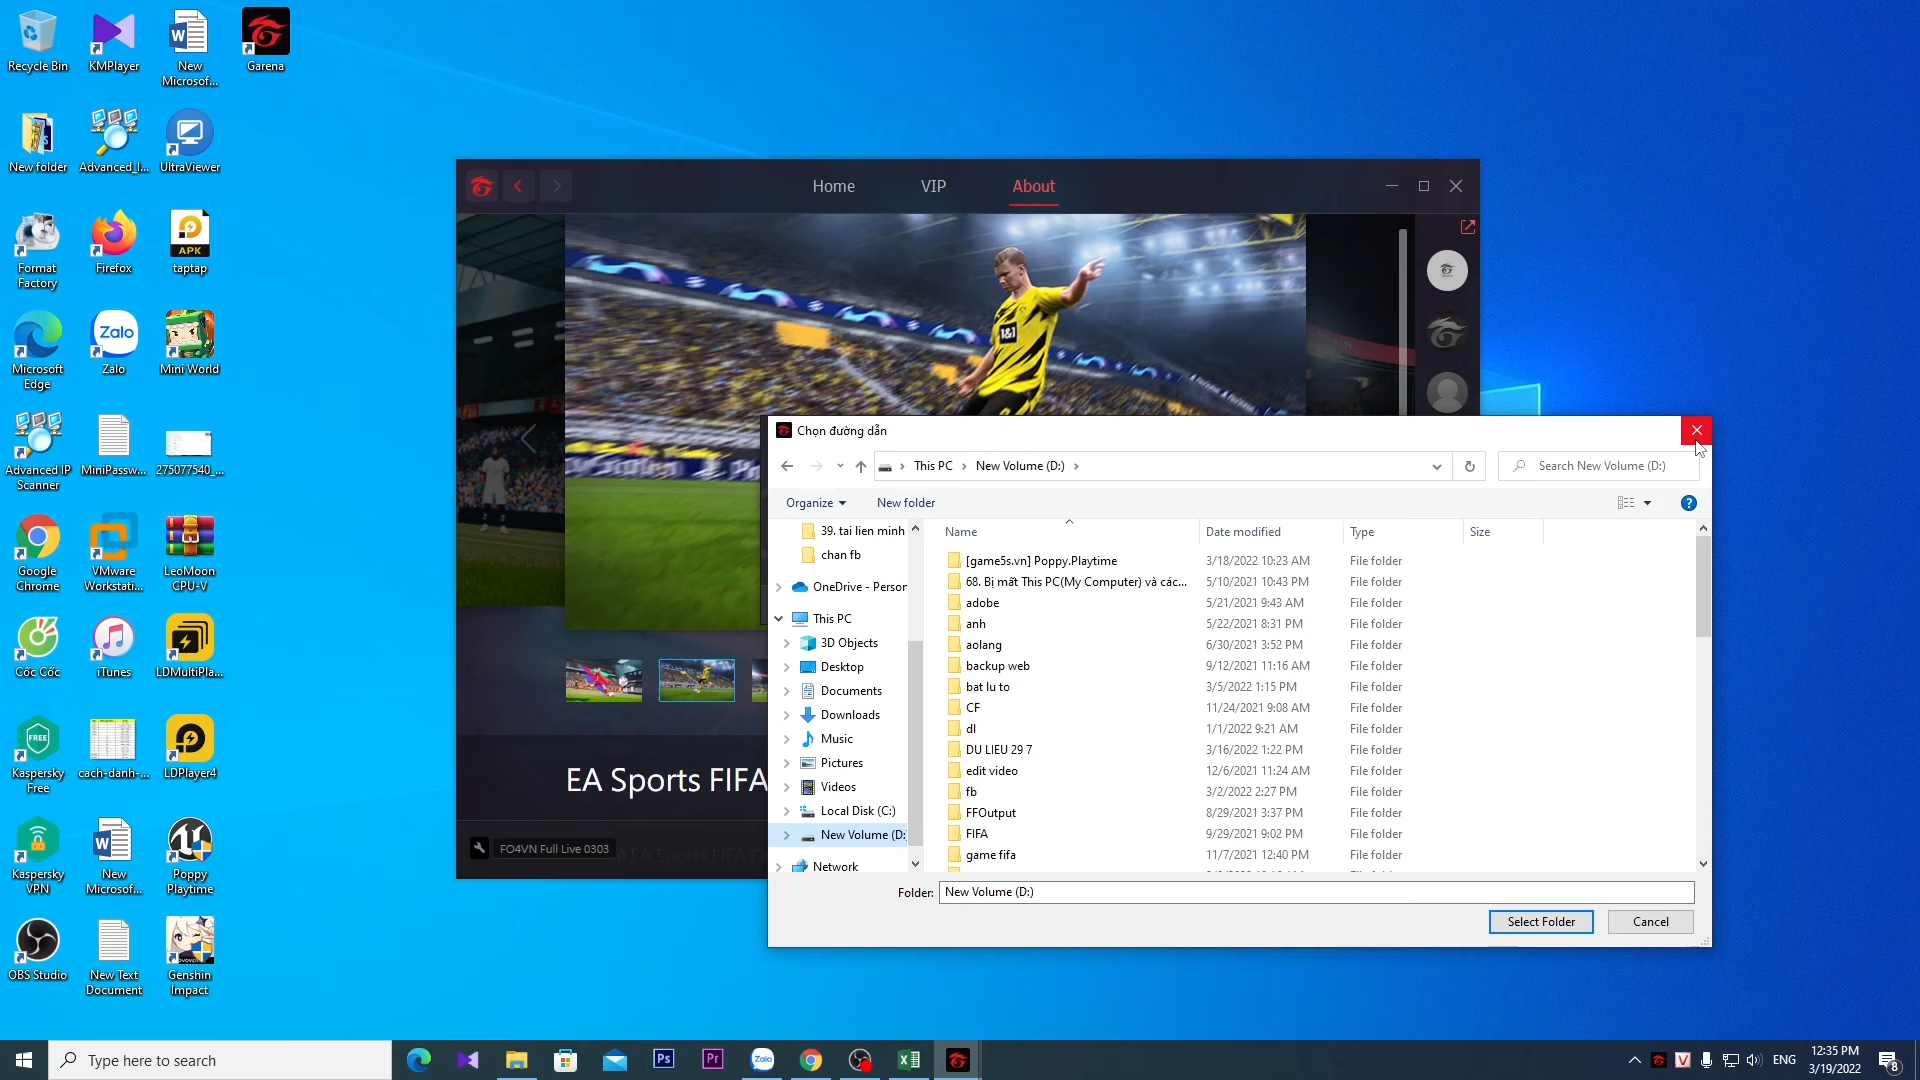 Recycle Bin
KMPlayer
New
Microsof...
Garena
New folder
Advanced_I...
UltraViewer
Format
Factory
Firefox
APK
taptap
Microsoft
Edge
Zalo
Zalo
Mini World
Advanced IP
Scanner
MiniPassw...
275077540_...
Google
Chrome
VMware
Workstati...
LeoMoon
CPU-V
Cốc Cốc
iTunes
LDMultiPla...
FREE
Kaspersky
Free
cach-danh-...
LDPlayer4
Kaspersky
VPN
New
Microsof...
Poppy
Playtime
OBS Studio
New Text
Document
Genshin
Impact
Home
VIP
About
1&1
EA Sports FIFA
FO4VN Full Live 0303
Chọn đường dẫn
This PC
New Volume (D:)
Search New Volume (D:)
Organize
New folder
39. tai lien minh
chan fb
OneDrive - Person
This PC
3D Objects
Desktop
Documents
Downloads
Music
Pictures
Videos
Local Disk (C:)
New Volume (D:
Network
Name Date modified Type Size
[game5s.vn] Poppy.Playtime 3/18/2022 10:23 AM File folder
68. Bị mất This PC(My Computer) và các... 5/10/2021 10:43 PM File folder
adobe 5/21/2021 9:43 AM File folder
anh 5/22/2021 8:31 PM File folder
aolang 6/30/2021 3:52 PM File folder
backup web 9/12/2021 11:16 AM File folder
bat lu to 3/5/2022 1:15 PM File folder
CF 11/24/2021 9:08 AM File folder
dl 1/1/2022 9:21 AM File folder
DU LIEU 29 7 3/16/2022 1:22 PM File folder
edit video 12/6/2021 11:24 AM File folder
fb 3/2/2022 2:27 PM File folder
FFOutput 8/29/2021 3:37 PM File folder
FIFA 9/29/2021 9:02 PM File folder
game fifa 11/7/2021 12:40 PM File folder
Folder: New Volume (D:)
Select Folder
Cancel
Type here to search
Ps
Pr
Zalo
ENG
12:35 PM
3/19/2022
8